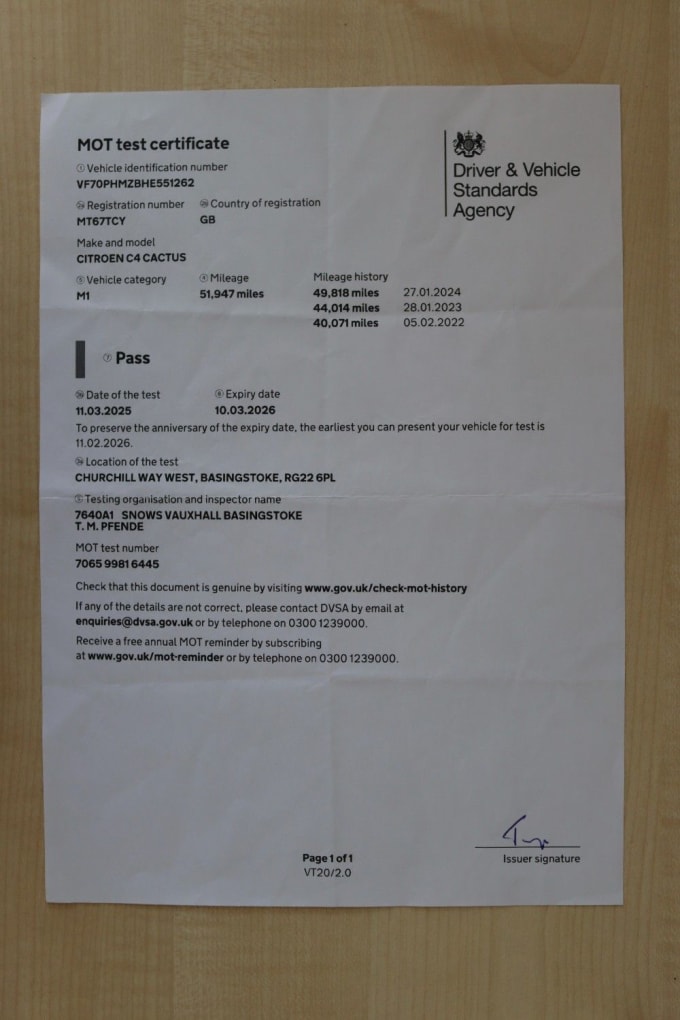 MOT test certificate
Driver & Vehicle
Standards
Agency
① Vehicle identification number
VF70PHMZBHE551262
Registration number Country of registration
MT67TCY GB
Make and model
CITROEN C4 CACTUS
⑤ Vehicle category ④ Mileage Mileage history
M1 51,947 miles 49,818 miles 27.01.2024
44,014 miles 28.01.2023
40,071 miles 05.02.2022
⑦ Pass
Date of the test ⑧ Expiry date
11.03.2025 10.03.2026
To preserve the anniversary of the expiry date, the earliest you can present your vehicle for test is
11.02.2026.
Location of the test
CHURCHILL WAY WEST, BASINGSTOKE, RG22 6PL
Testing organisation and inspector name
7640A1 SNOWS VAUXHALL BASINGSTOKE
T. M. PFENDE
MOT test number
7065 9981 6445
Check that this document is genuine by visiting www.gov.uk/check-mot-history
If any of the details are not correct, please contact DVSA by email at
enquiries@dvsa.gov.uk or by telephone on 0300 1239000.
Receive a free annual MOT reminder by subscribing
at www.gov.uk/mot-reminder or by telephone on 0300 1239000.
Issuer signature
Page 1 of 1
VT20/2.0